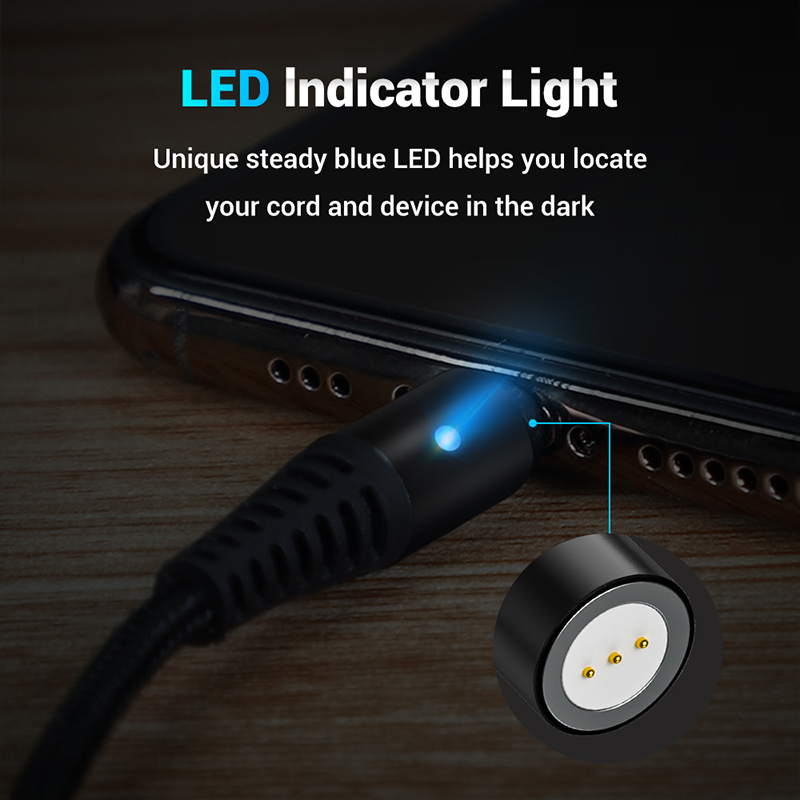 LED Indicator Light
Unique steady blue LED helps you locate
your cord and device in the dark